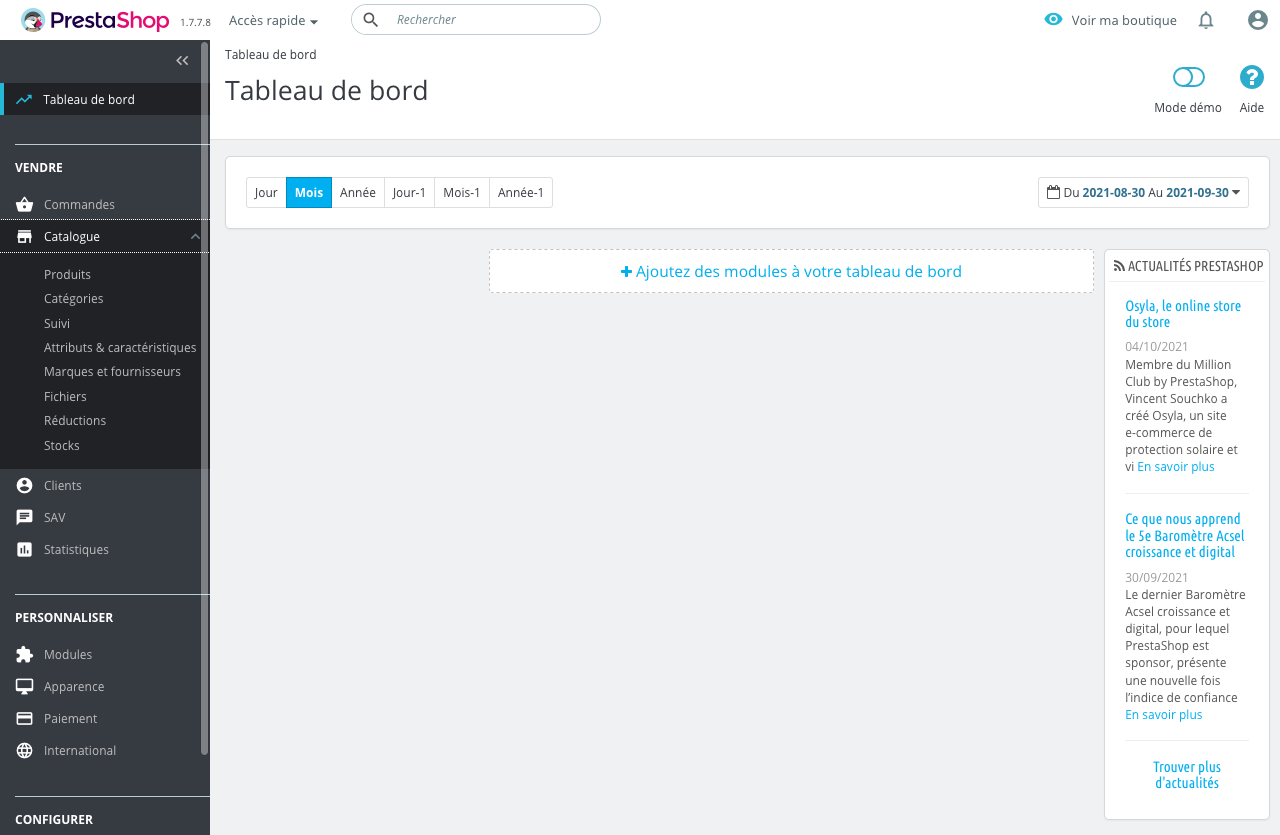 PrestaShop 1.7.7.8 Accès rapide Rechercher Voir ma boutique
Tableau de bord
Tableau de bord
Mode démo Aide
Tableau de bord
VENDRE
Commandes
Catalogue
Produits
Catégories
Suivi
Attributs & caractéristiques
Marques et fournisseurs
Fichiers
Réductions
Stocks
Clients
SAV
Statistiques
PERSONNALISER
Modules
Apparence
Paiement
International
CONFIGURER
Jour Mois Année Jour-1 Mois-1 Année-1
Du 2021-08-30 Au 2021-09-30
Ajoutez des modules à votre tableau de bord
ACTUALITÉS PRESTASHOP
Osyla, le online store
du store
04/10/2021
Membre du Million
Club by PrestaShop,
Vincent Souchko a
créé Osyla, un site
e-commerce de
protection solaire et
vi En savoir plus
Ce que nous apprend
le 5e Baromètre Acsel
croissance et digital
30/09/2021
Le dernier Baromètre
Acsel croissance et
digital, pour lequel
PrestaShop est
sponsor, présente
une nouvelle fois
l’indice de confiance
En savoir plus
Trouver plus
d'actualités